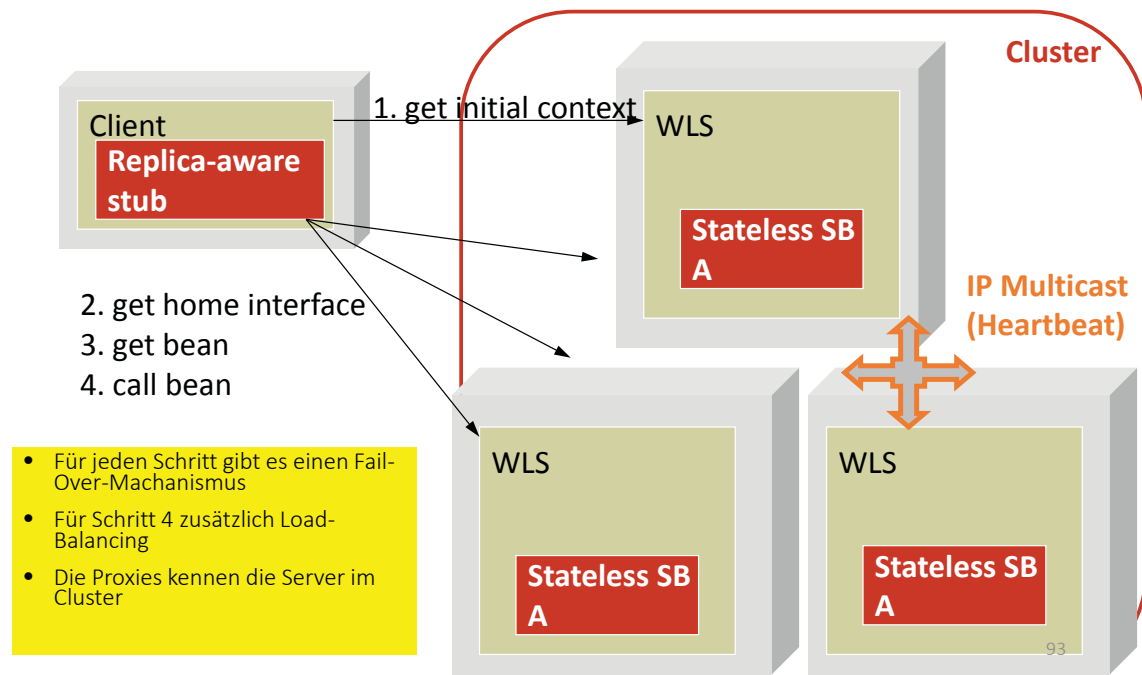 Cluster
1. get initial context
Client
Replica-aware
stub
WLS
Stateless SB
A
IP Multicast
(Heartbeat)
2. get home interface
3. get bean
4. call bean
• Für jeden Schritt gibt es einen Fail-
Over-Machanismus
• Für Schritt 4 zusätzlich Load-
Balancing
• Die Proxies kennen die Server im
Cluster
WLS
Stateless SB
A
WLS
Stateless SB
A
93